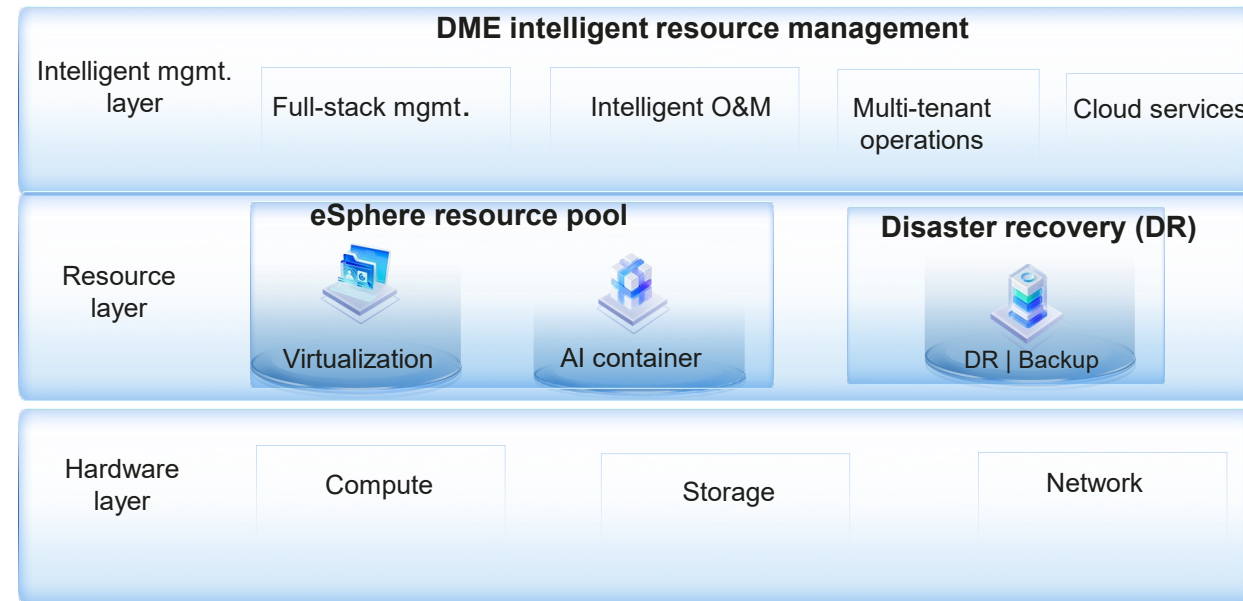 DME intelligent resource management
Intelligent mgmt.
layer
Full-stack mgmt.
Intelligent O&M
Multi-tenant
operations
Cloud services
eSphere resource pool
Disaster recovery (DR)
Resource
layer
Virtualization
AI container
DR | Backup
Hardware
layer
Compute
Storage
Network